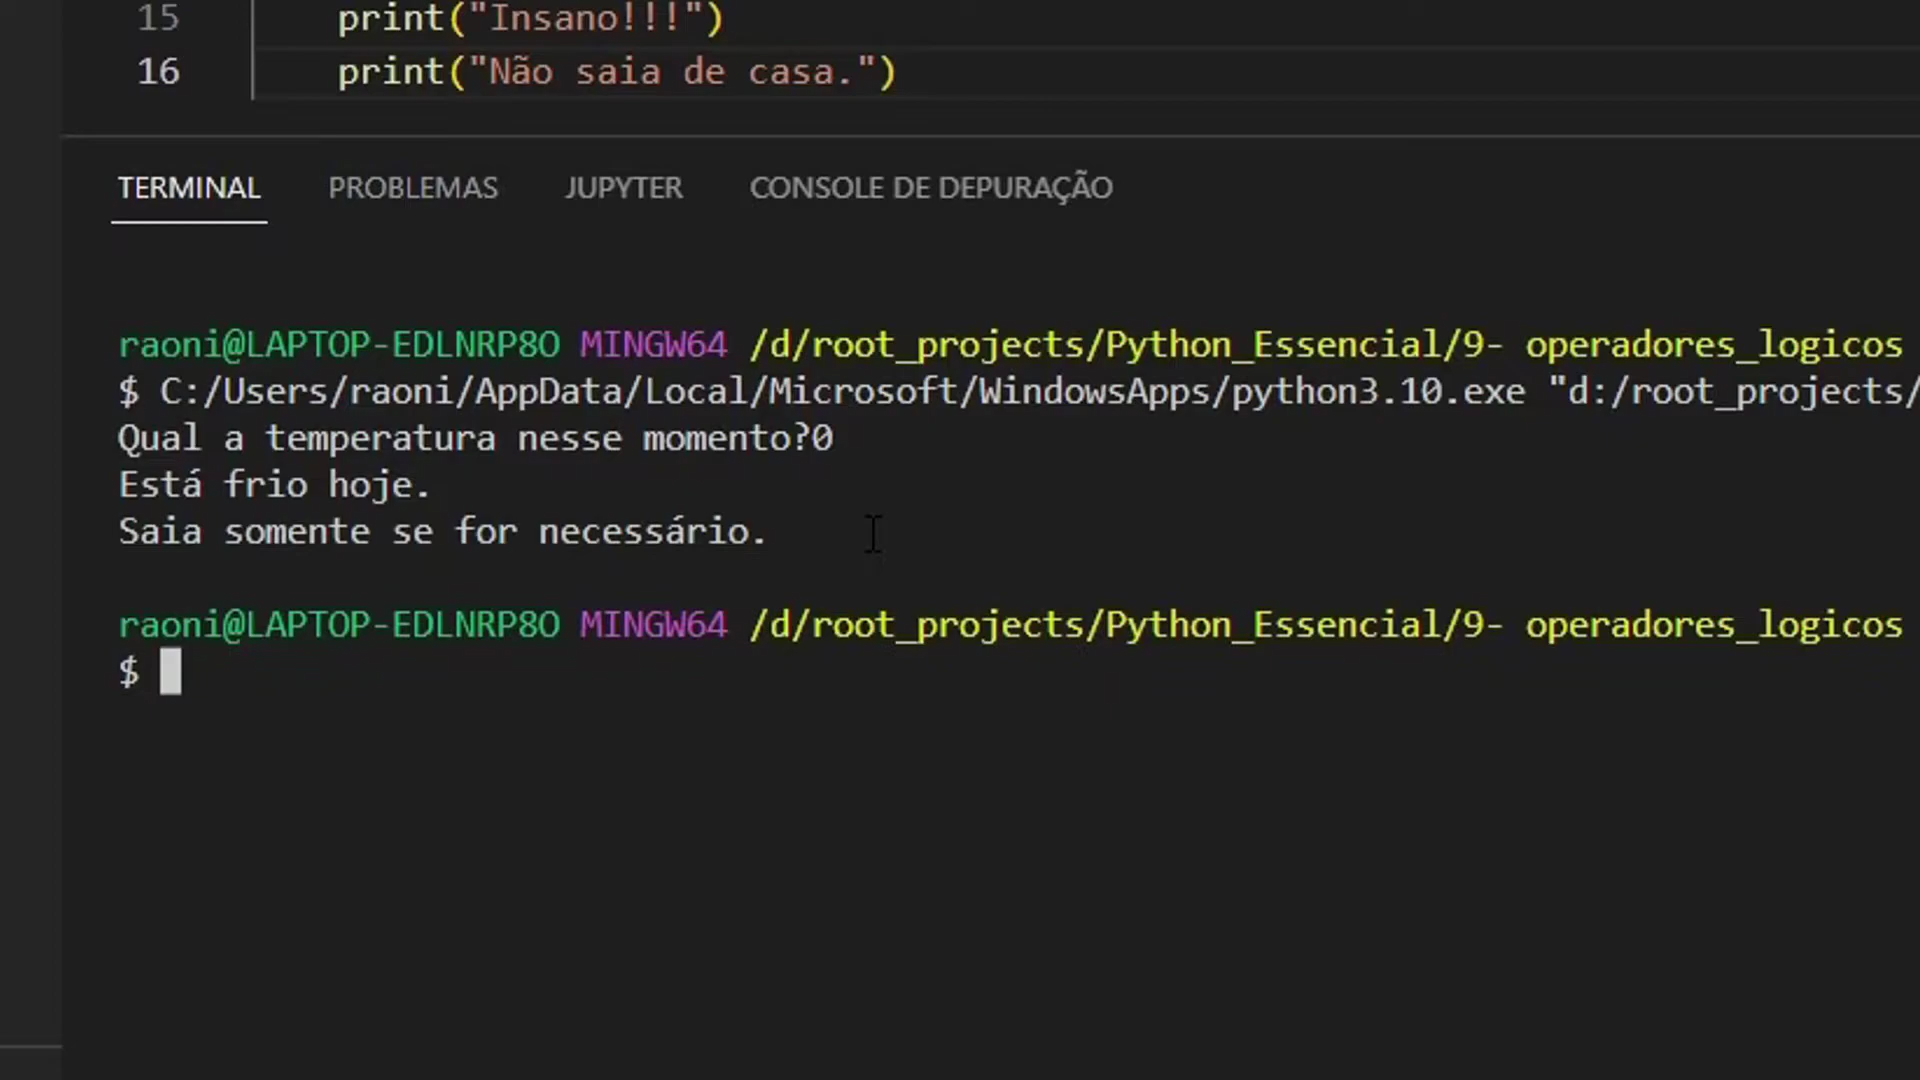 15 print("Insano!!!")
16 print("Não saia de casa.")
TERMINAL PROBLEMAS JUPYTER CONSOLE DE DEPURAÇÃO
raoni@LAPTOP-EDLNRP8O MINGW64 /d/root_projects/Python_Essencial/9- operadores_logicos
$ C:/Users/raoni/AppData/Local/Microsoft/WindowsApps/python3.10.exe "d:/root_projects/
Qual a temperatura nesse momento?0
Está frio hoje.
Saia somente se for necessário.
raoni@LAPTOP-EDLNRP8O MINGW64 /d/root_projects/Python_Essencial/9- operadores_logicos
$